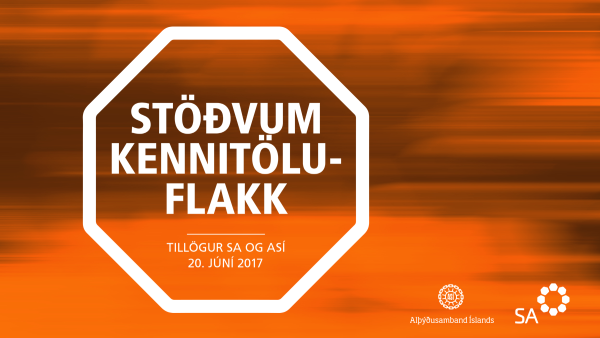 STÖÐVUM
KENNITÖLU-
FLAKK
TILLÖGUR SA OG ASÍ
20. JÚNÍ 2017
Alþýðusamband Íslands
SA